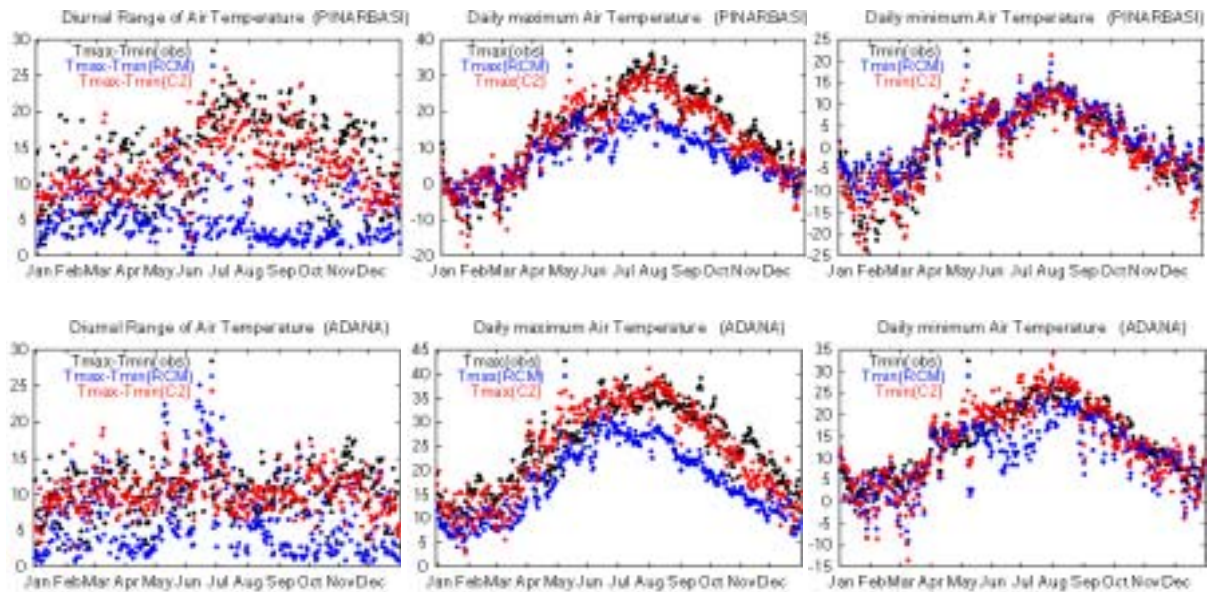 Diurnal Range of Air Temperature (PINARBASI)
30
25
20
15
10
5
0
Tmax-Tmin(obs)
Tmax-Tmin(RCM)
Tmax-Tmin(C2)
Jan Feb Mar Apr May Jun Jul Aug Sep Oct Nov Dec
Daily maximum Air Temperature (PINARBASI)
40
30
20
10
0
-10
-20
Tmax(obs)
Tmax(RCM)
Tmax(C2)
Jan Feb Mar Apr May Jun Jul Aug Sep Oct Nov Dec
Daily minimum Air Temperature (PINARBASI)
25
20
15
10
5
0
-5
-10
-15
-20
-25
Tmin(obs)
Tmin(RCM)
Tmin(C2)
Jan Feb Mar Apr May Jun Jul Aug Sep Oct Nov Dec
Diurnal Range of Air Temperature (ADANA)
30
25
20
15
10
5
0
Tmax-Tmin(obs)
Tmax-Tmin(RCM)
Tmax-Tmin(C2)
Jan Feb Mar Apr May Jun Jul Aug Sep Oct Nov Dec
Daily maximum Air Temperature (ADANA)
45
40
35
30
25
20
15
10
5
0
Tmax(obs)
Tmax(RCM)
Tmax(C2)
Jan Feb Mar Apr May Jun Jul Aug Sep Oct Nov Dec
Daily minimum Air Temperature (ADANA)
35
30
25
20
15
10
5
0
-5
-10
-15
Tmin(obs)
Tmin(RCM)
Tmin(C2)
Jan Feb Mar Apr May Jun Jul Aug Sep Oct Nov Dec